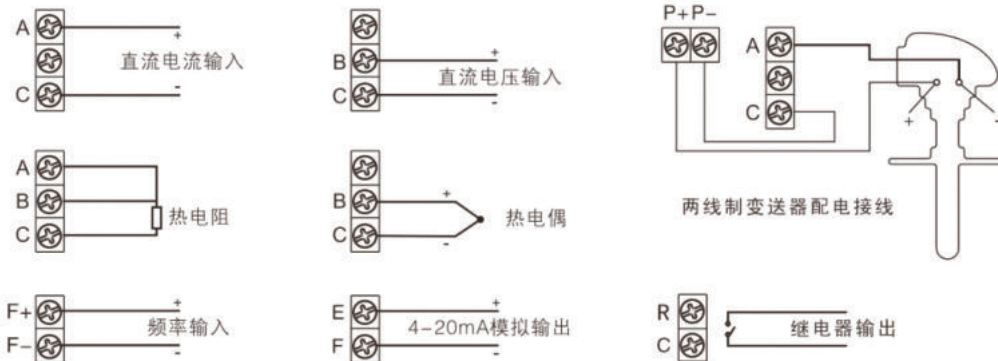 A
+
直流电流输入
C
-
B
+
直流电压输入
C
-
P+ P-
A
C
+
-
两线制变送器配电接线
A
B
热电阻
C
B
+
热电偶
C
-
F+
+
频率输入
F-
-
E
+
4-20mA模拟输出
F
-
R
继电器输出
C